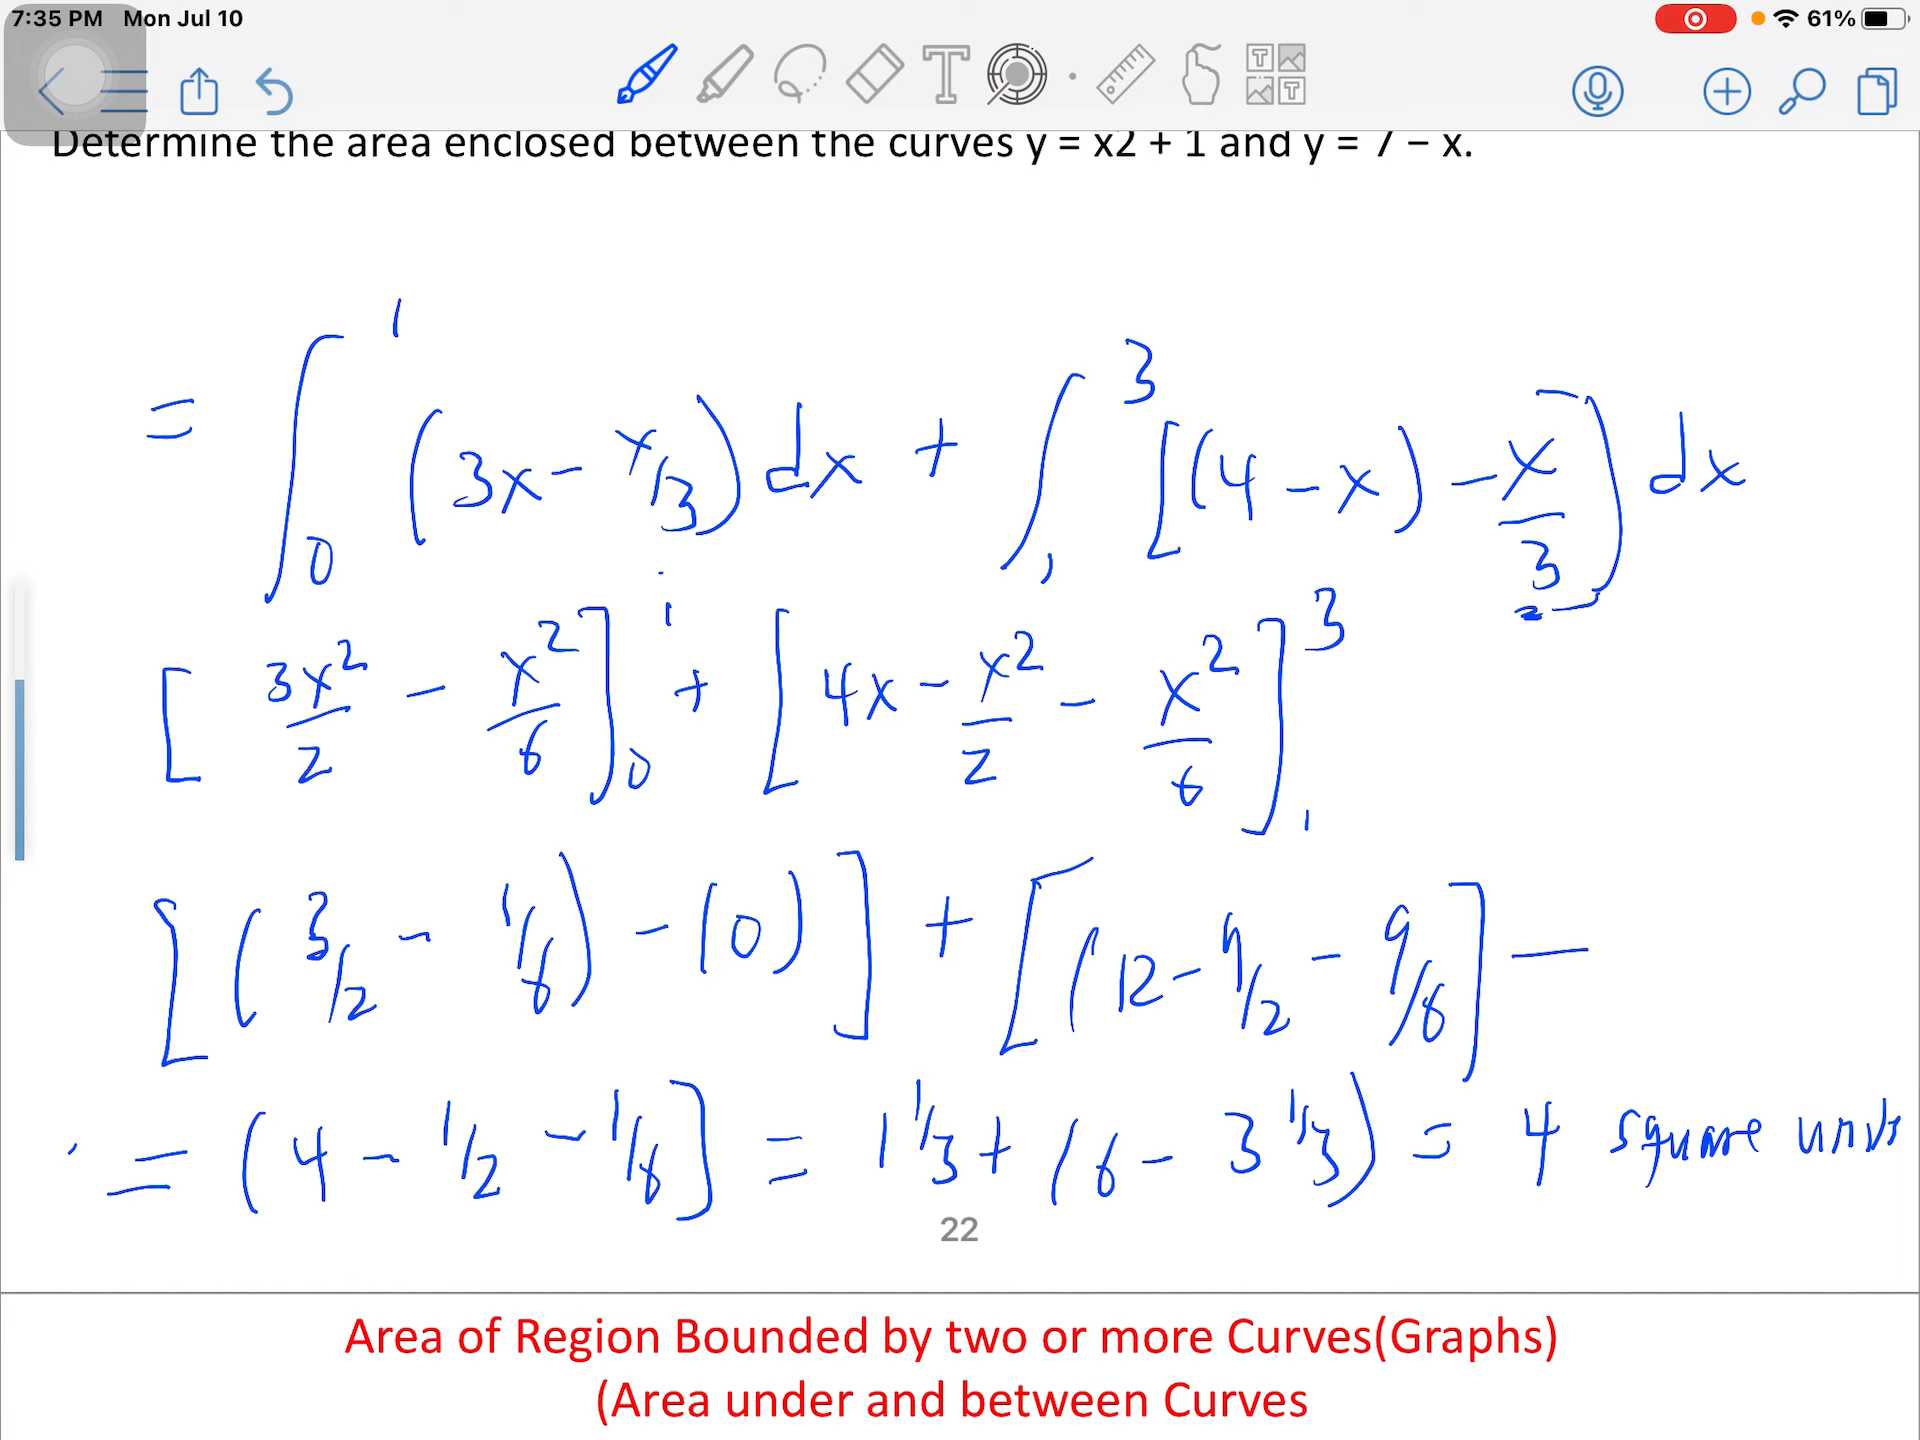 7:35 PM Mon Jul 10
61%
Determine the area enclosed between the curves y = x2 + 1 and y = 7 – x.
= ∫₀¹ (3x - x/3) dx + ∫₁³ [(4 - x) - x/3] dx
[3x²/2 - x²/6]₀¹ + [4x - x²/2 - x²/6]₁³
[(3/2 - 1/6) - (0)] + [(12 - 9/2 - 9/6] -
= (4 - 1/2 - 1/6] = 1 1/3 + (6 - 3 1/3) = 4 square units
22
Area of Region Bounded by two or more Curves(Graphs)
(Area under and between Curves